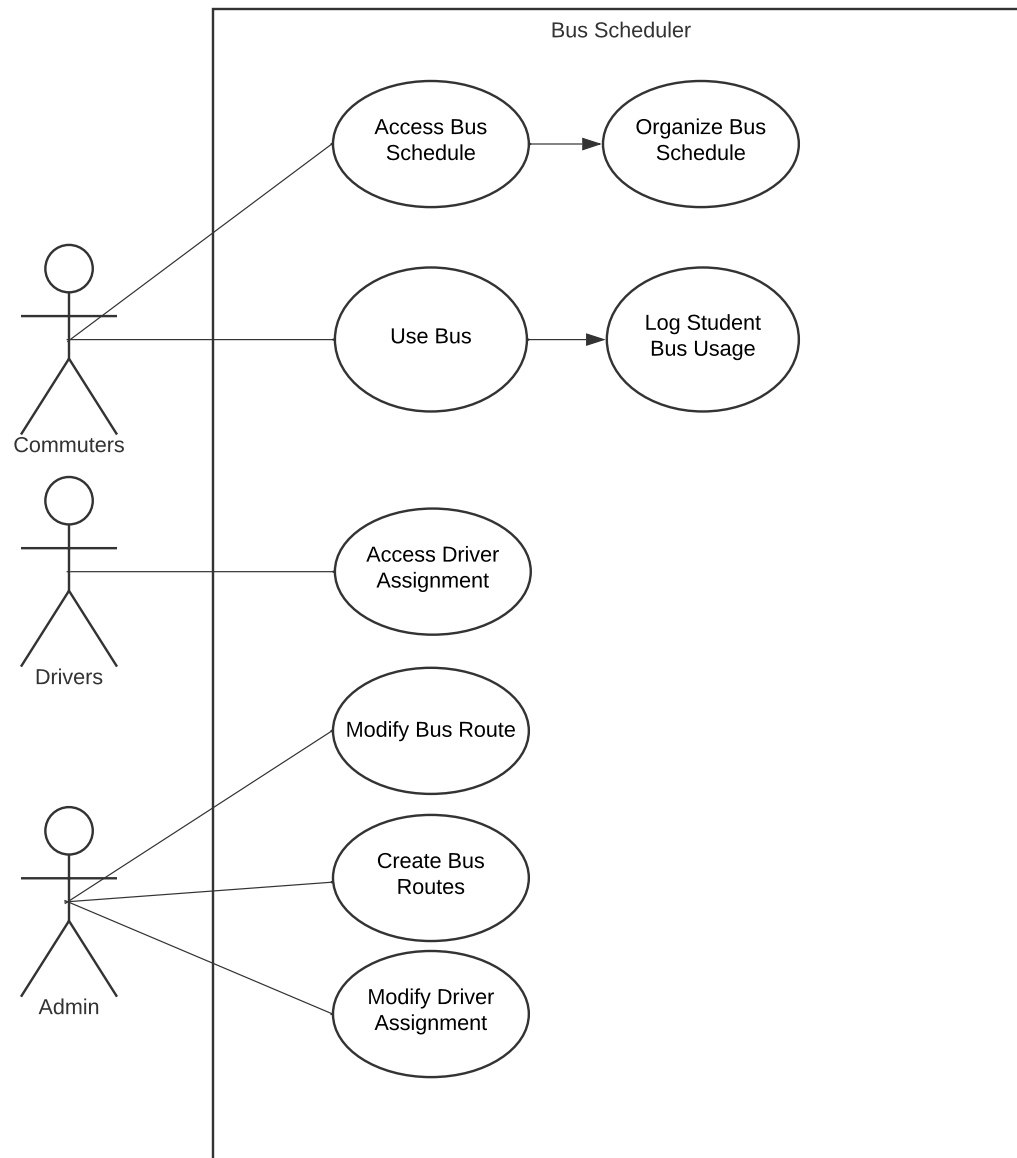 Bus Scheduler
Access Bus
Schedule
Organize Bus
Schedule
Use Bus
Log Student
Bus Usage
Commuters
Access Driver
Assignment
Drivers
Modify Bus Route
Create Bus
Routes
Modify Driver
Assignment
Admin